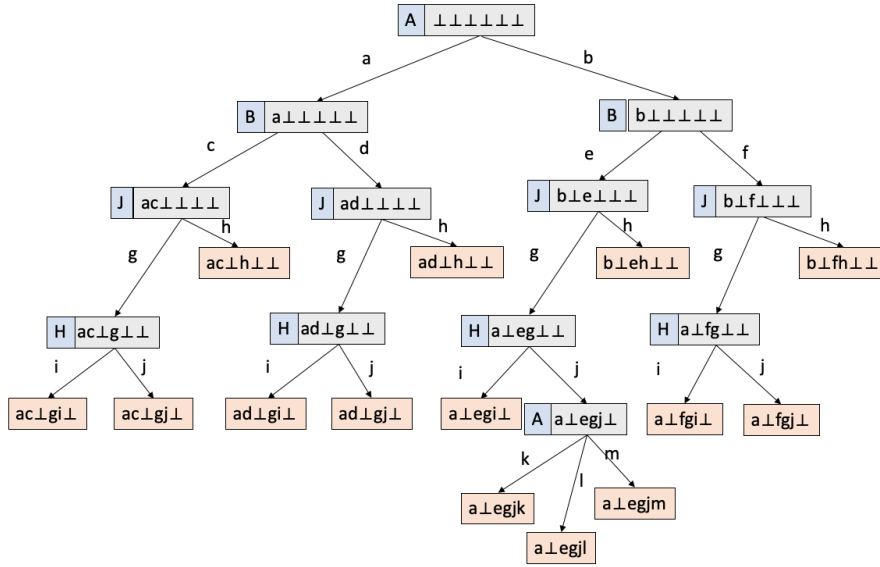 A ⊥⊥⊥⊥⊥⊥
a b
B a⊥⊥⊥⊥⊥ B b⊥⊥⊥⊥⊥
c d e f
J ac⊥⊥⊥⊥ J ad⊥⊥⊥⊥ J b⊥e⊥⊥⊥ J b⊥f⊥⊥⊥
g h g h g h g h
ac⊥h⊥⊥ ad⊥h⊥⊥ b⊥eh⊥⊥ b⊥fh⊥⊥
H ac⊥g⊥⊥ H ad⊥g⊥⊥ H a⊥eg⊥⊥ H a⊥fg⊥⊥
i j i j i j i j
ac⊥gi⊥ ac⊥gj⊥ ad⊥gi⊥ ad⊥gj⊥ a⊥egi⊥ A a⊥egj⊥ a⊥fgi⊥ a⊥fgj⊥
k l m
a⊥egjk a⊥egjm
a⊥egjl